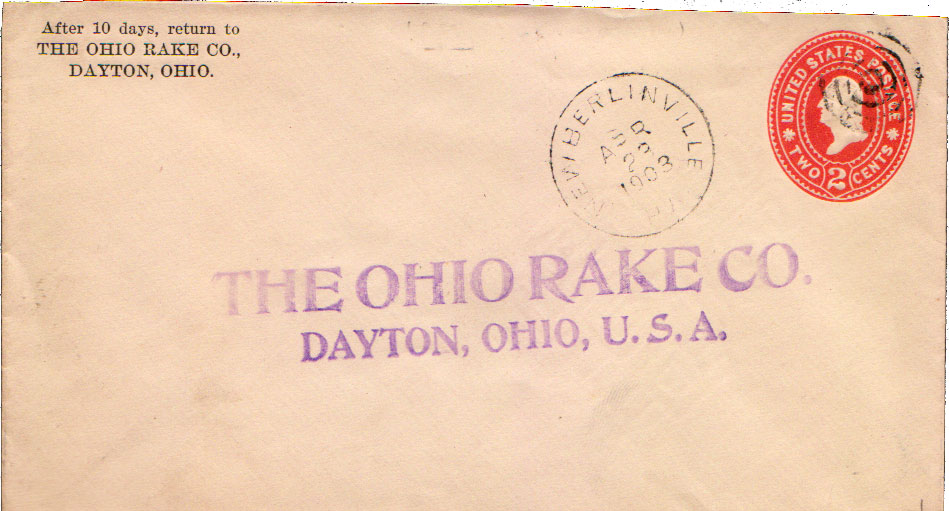 After 10 days, return to
THE OHIO RAKE CO.,
DAYTON, OHIO.
UNITED STATES POSTAGE
TWO 2 CENTS
NEW BERLINVILLE
PA
APR
1903
THE OHIO RAKE CO.
DAYTON, OHIO, U.S.A.